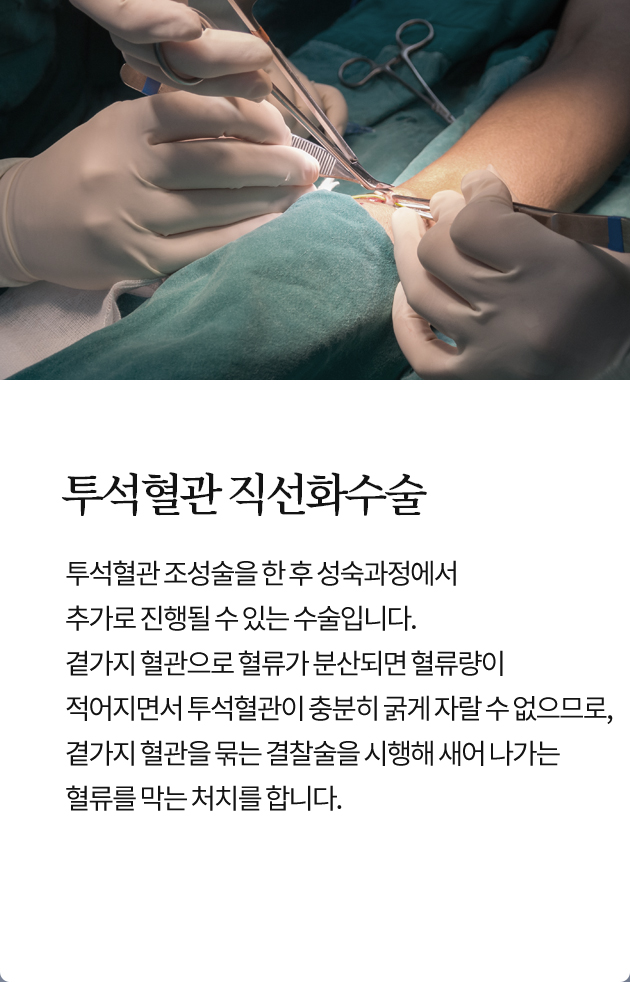 투석혈관 직선화수술
투석혈관 조성술을 한 후 성숙과정에서
추가로 진행될 수 있는 수술입니다.
곁가지 혈관으로 혈류가 분산되면 혈류량이
적어지면서 투석혈관이 충분히 굵게 자랄 수 없으므로,
곁가지 혈관을 묶는 결찰술을 시행해 새어 나가는
혈류를 막는 처치를 합니다.